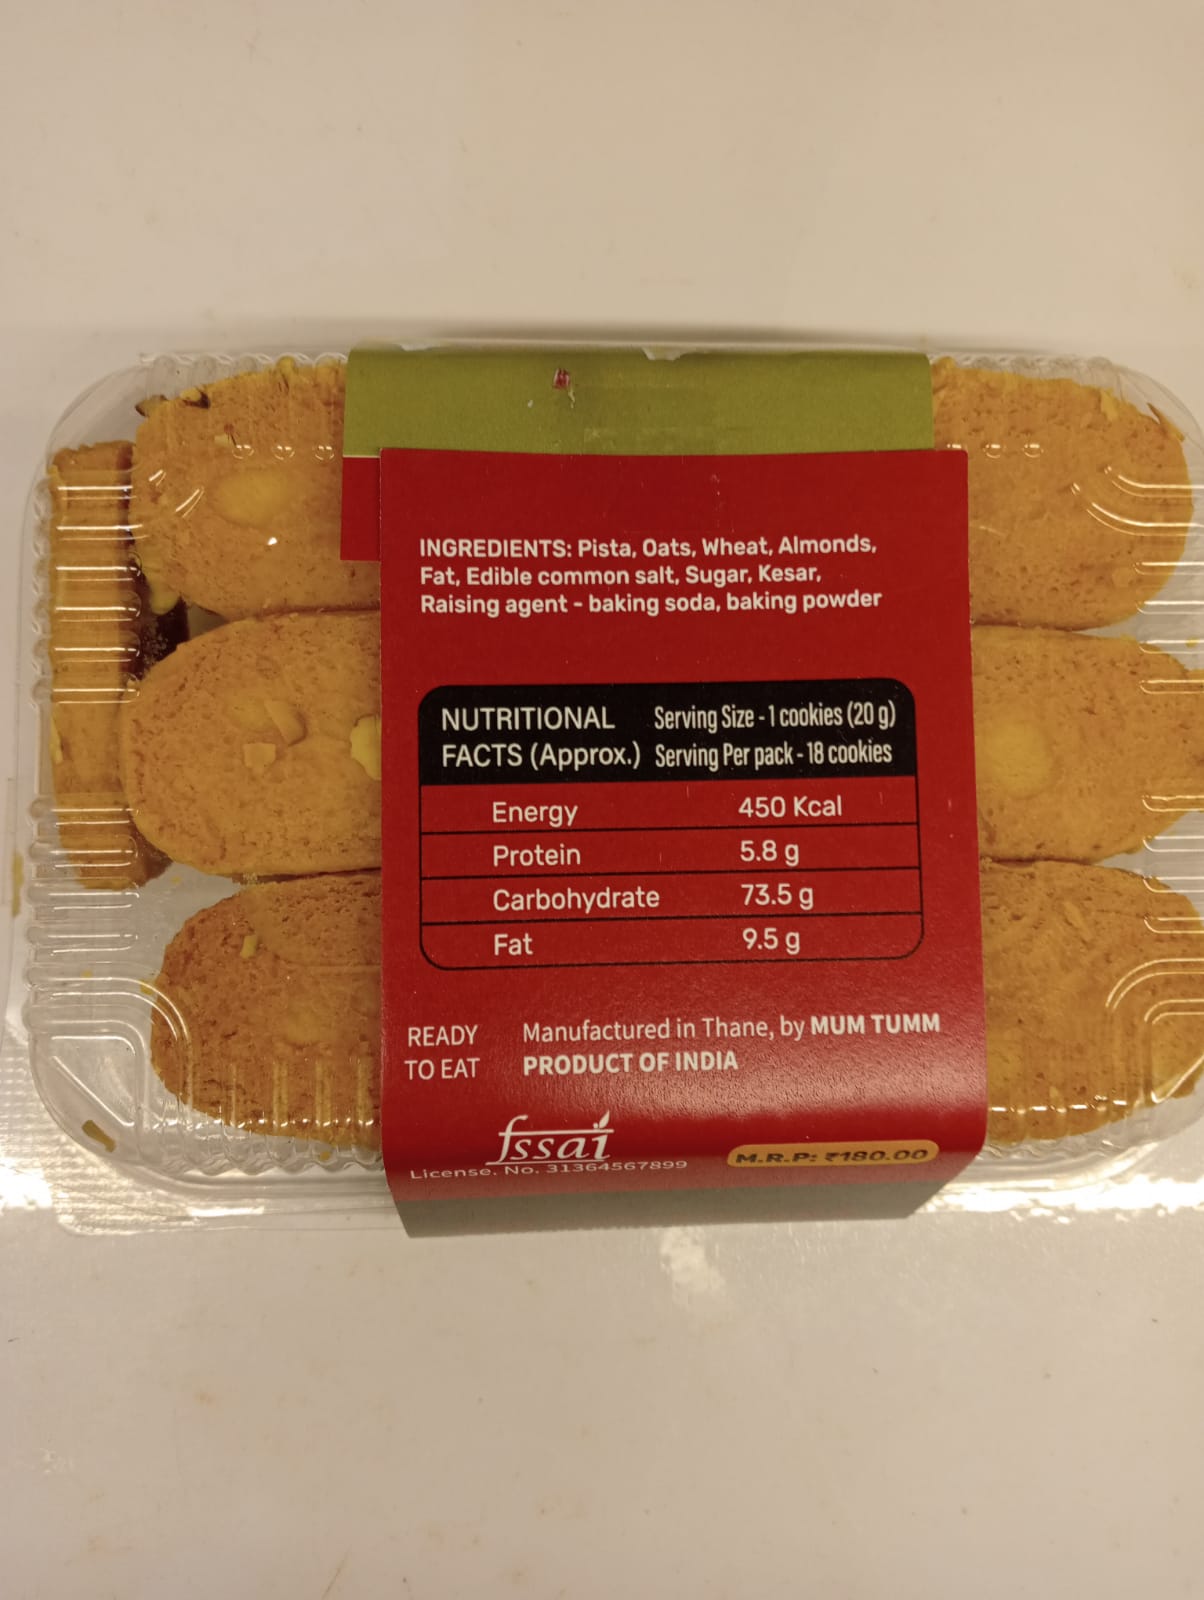 INGREDIENTS: Pista, Oats, Wheat, Almonds,
Fat, Edible common salt, Sugar, Kesar,
Raising agent - baking soda, baking powder
NUTRITIONAL
FACTS (Approx.)
Serving Size - 1 cookies (20 g)
Serving Per pack - 18 cookies
Energy 450 Kcal
Protein 5.8 g
Carbohydrate 73.5 g
Fat 9.5 g
READY
TO EAT
Manufactured in Thane, by MUM TUMM
PRODUCT OF INDIA
fssai
License. No. 31364567899
M.R.P: ₹180.00